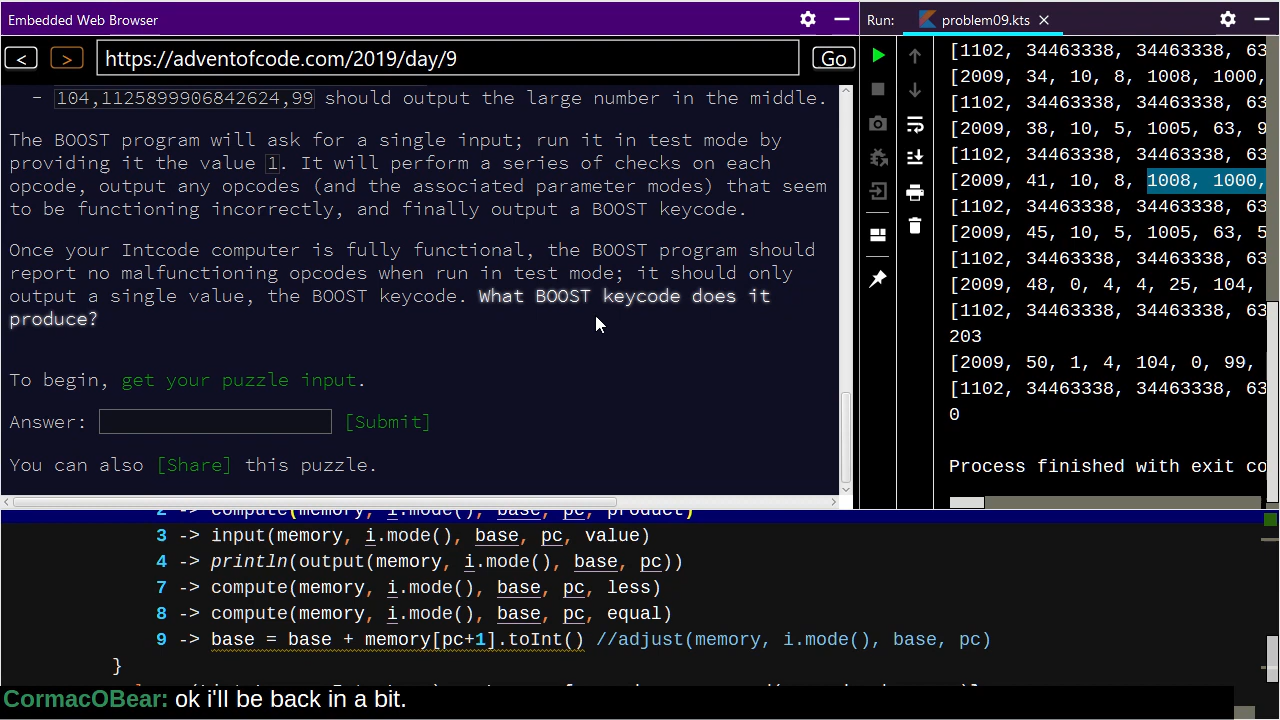 Embedded Web Browser
< > https://adventofcode.com/2019/day/9 Go
- 104,1125899906842624,99 should output the large number in the middle.
The BOOST program will ask for a single input; run it in test mode by
providing it the value 1. It will perform a series of checks on each
opcode, output any opcodes (and the associated parameter modes) that seem
to be functioning incorrectly, and finally output a BOOST keycode.
Once your Intcode computer is fully functional, the BOOST program should
report no malfunctioning opcodes when run in test mode; it should only
output a single value, the BOOST keycode. What BOOST keycode does it
produce?
To begin, get your puzzle input.
Answer: [Submit]
You can also [Share] this puzzle.
Run: problem09.kts
[1102, 34463338, 34463338, 63
[2009, 34, 10, 8, 1008, 1000,
[1102, 34463338, 34463338, 63
[2009, 38, 10, 5, 1005, 63, 9
[1102, 34463338, 34463338, 63
[2009, 41, 10, 8, 1008, 1000,
[1102, 34463338, 34463338, 63
[2009, 45, 10, 5, 1005, 63, 5
[1102, 34463338, 34463338, 63
[2009, 48, 0, 4, 4, 25, 104,
[1102, 34463338, 34463338, 63
203
[2009, 50, 1, 4, 104, 0, 99,
[1102, 34463338, 34463338, 63
0
Process finished with exit co
2 -> compute(memory, i.mode(), base, pc, product)
3 -> input(memory, i.mode(), base, pc, value)
4 -> println(output(memory, i.mode(), base, pc))
7 -> compute(memory, i.mode(), base, pc, less)
8 -> compute(memory, i.mode(), base, pc, equal)
9 -> base = base + memory[pc+1].toInt() //adjust(memory, i.mode(), base, pc)
}
CormacOBear: ok i'll be back in a bit.